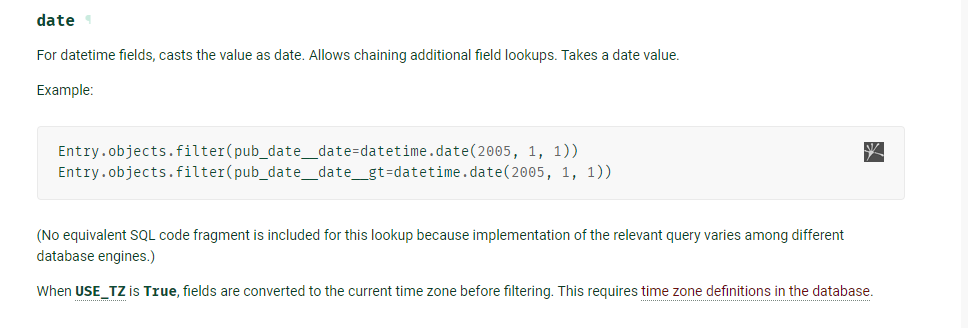 date ¶
For datetime fields, casts the value as date. Allows chaining additional field lookups. Takes a date value.
Example:
Entry.objects.filter(pub_date__date=datetime.date(2005, 1, 1))
Entry.objects.filter(pub_date__date__gt=datetime.date(2005, 1, 1))
(No equivalent SQL code fragment is included for this lookup because implementation of the relevant query varies among different
database engines.)
When USE_TZ is True, fields are converted to the current time zone before filtering. This requires time zone definitions in the database.